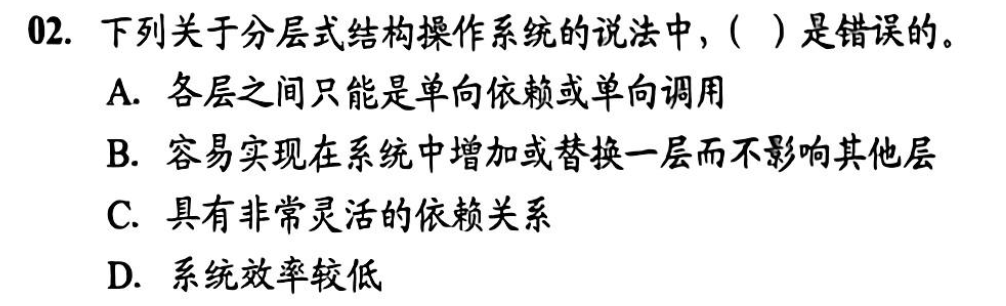 02. 下列关于分层式结构操作系统的说法中，( )是错误的。
A. 各层之间只能是单向依赖或单向调用
B. 容易实现在系统中增加或替换一层而不影响其他层
C. 具有非常灵活的依赖关系
D. 系统效率较低